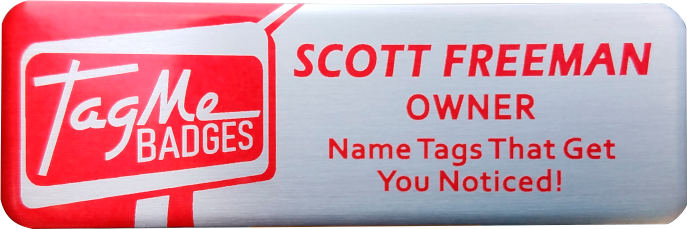 TagMe
BADGES
SCOTT FREEMAN
OWNER
Name Tags That Get
You Noticed!